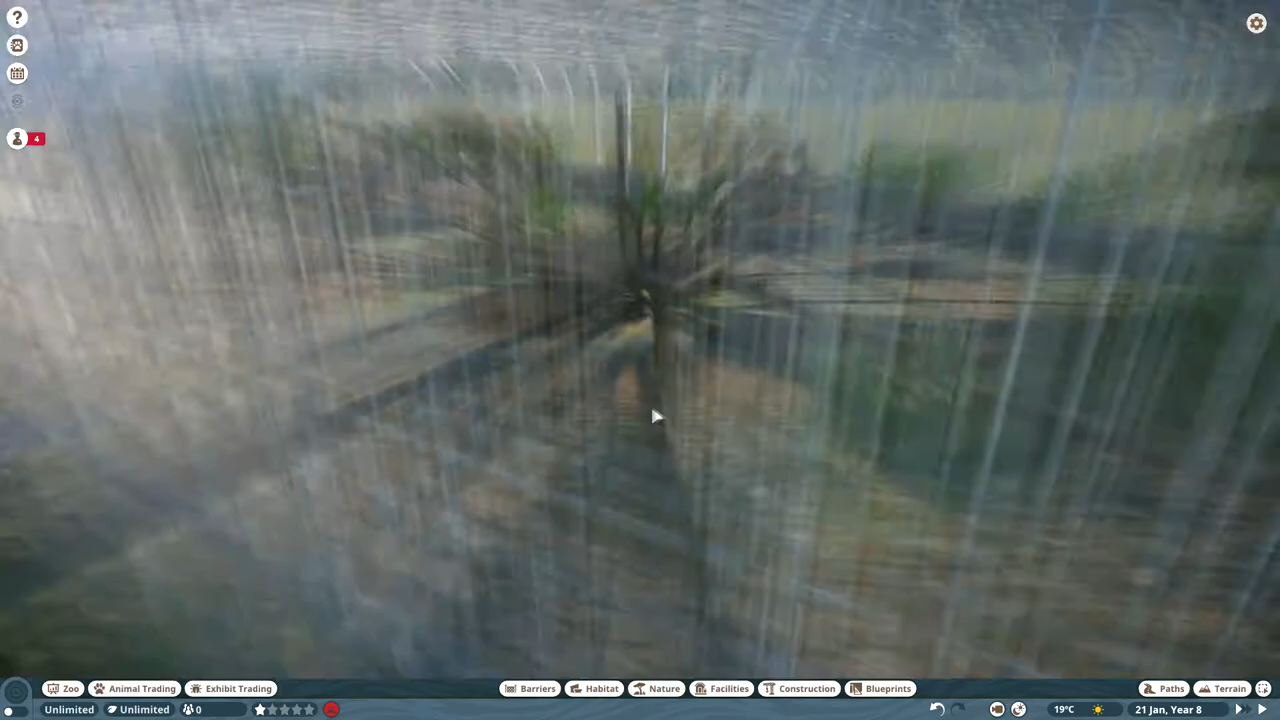 ?
4
Zoo Animal Trading Exhibit Trading Barriers Habitat Nature Facilities Construction Blueprints Paths Terrain
Unlimited Unlimited 0 19°C 21 Jan, Year 8